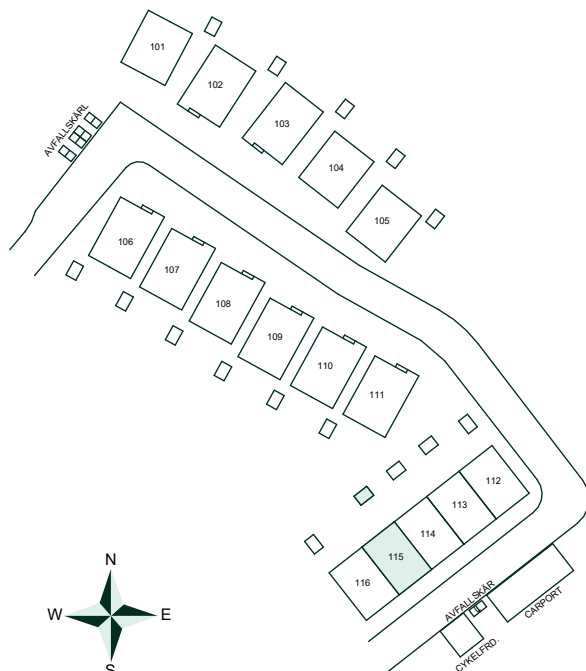 101
102
103
104
105
AVFALLSKÄRL
106
107
108
109
110
111
112
113
114
115
116
AVFALLSKÄR
CARPORT
CYKELFRD.
N
W
E
S